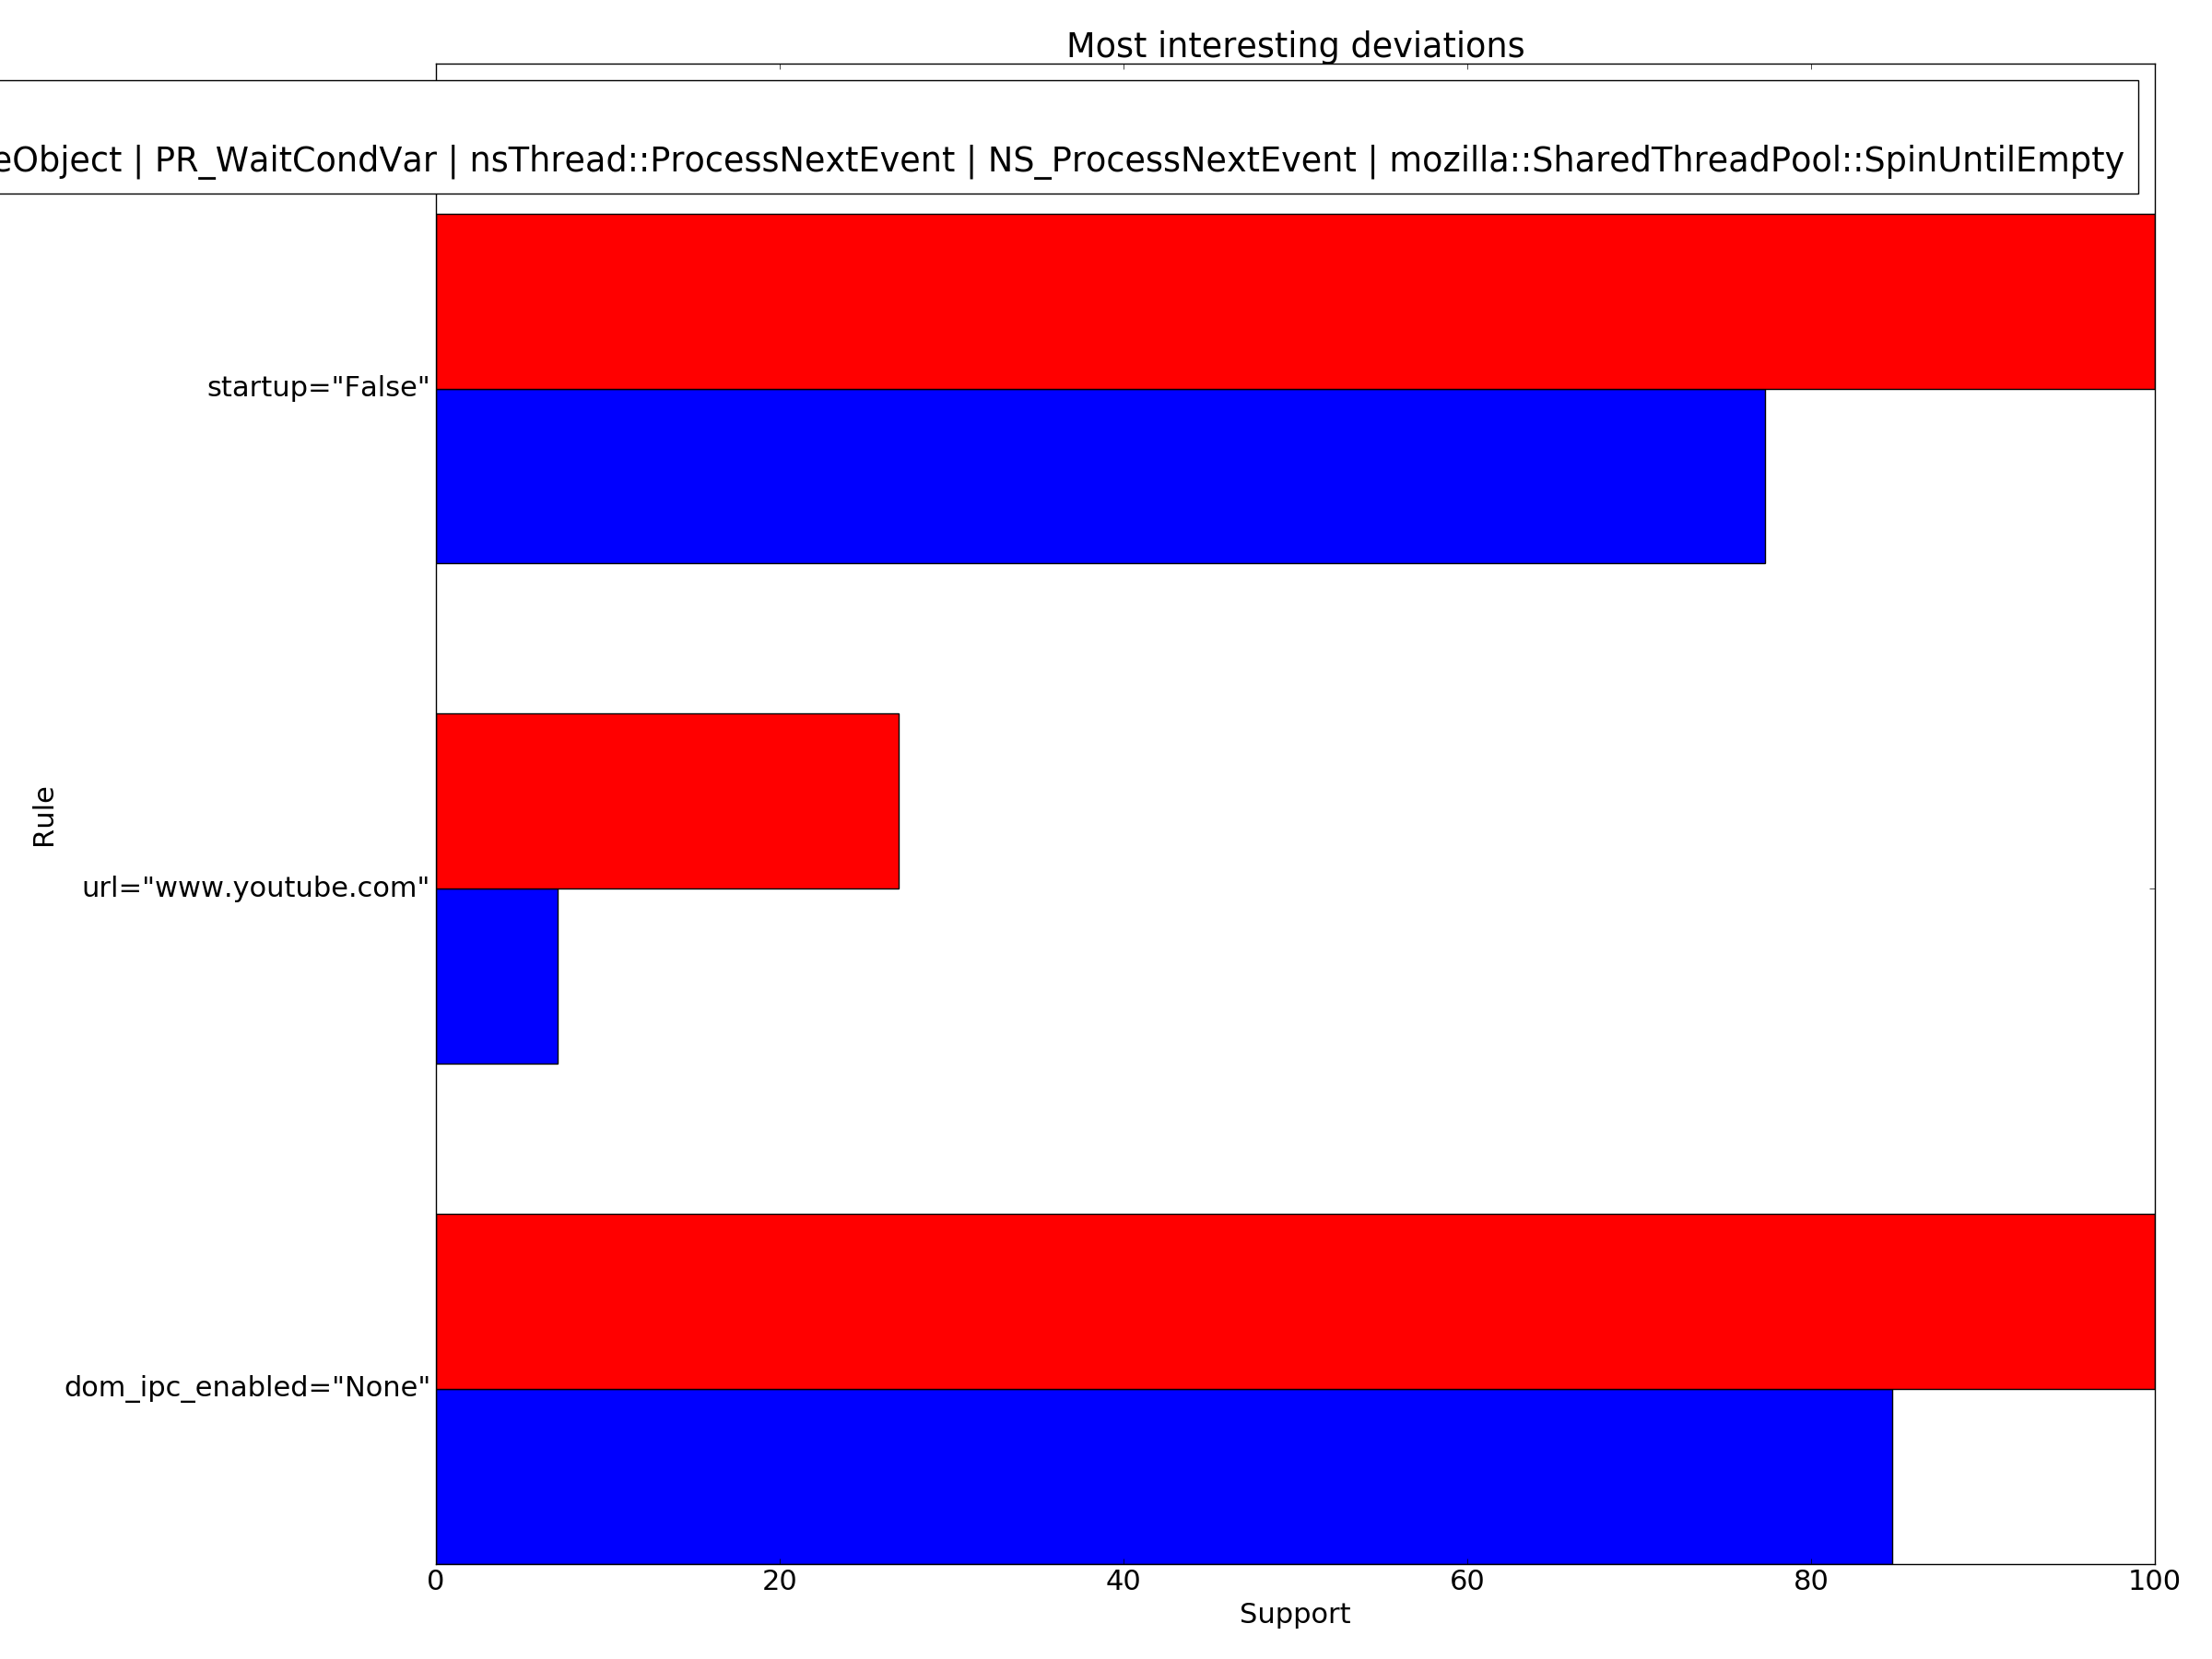 Most interesting deviations
| PR_WaitCondVar | nsThread::ProcessNextEvent | NS_ProcessNextEvent | mozilla::SharedThreadPool::SpinUntilEmpty
startup="False"
Rule
url="www.youtube.com"
dom_ipc_enabled="None"
0 20 40 60 80 100
Support